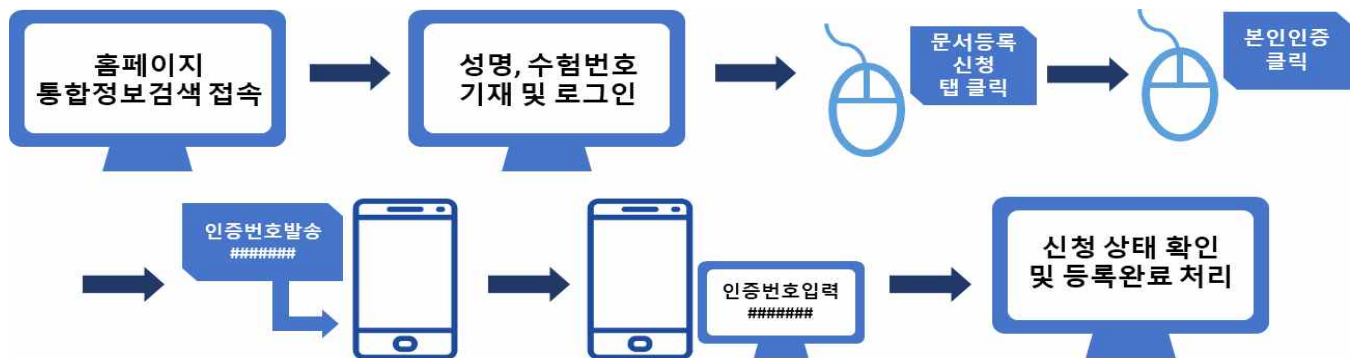 홈페이지
통합정보검색 접속
성명, 수험번호
기재 및 로그인
문서등록
신청
탭 클릭
본인인증
클릭
인증번호발송
#######
인증번호입력
#######
신청 상태 확인
및 등록완료 처리